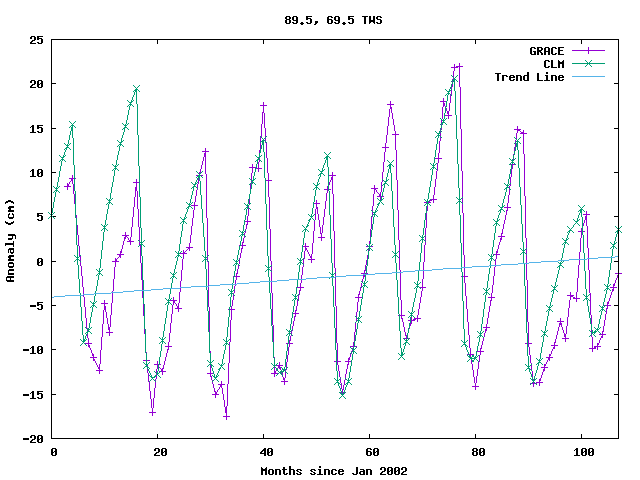 89.5, 69.5 TWS
GRACE
CLM
Trend Line
Anomaly (cm)
25
20
15
10
5
0
-5
-10
-15
-20
0 20 40 60 80 100
Months since Jan 2002